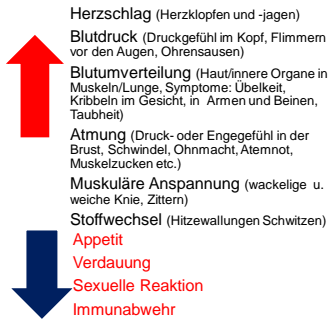 Herzschlag (Herzklopfen und -jagen)
Blutdruck (Druckgefühl im Kopf, Flimmern
vor den Augen, Ohrensausen)
Blutumverteilung (Haut/innere Organe in
Muskeln/Lunge, Symptome: Übelkeit,
Kribbeln im Gesicht, in Armen und Beinen,
Taubheit)
Atmung (Druck- oder Engegefühl in der
Brust, Schwindel, Ohnmacht, Atemnot,
Muskelzucken etc.)
Muskuläre Anspannung (wackelige u.
weiche Knie, Zittern)
Stoffwechsel (Hitzewallungen Schwitzen)
Appetit
Verdauung
Sexuelle Reaktion
Immunabwehr